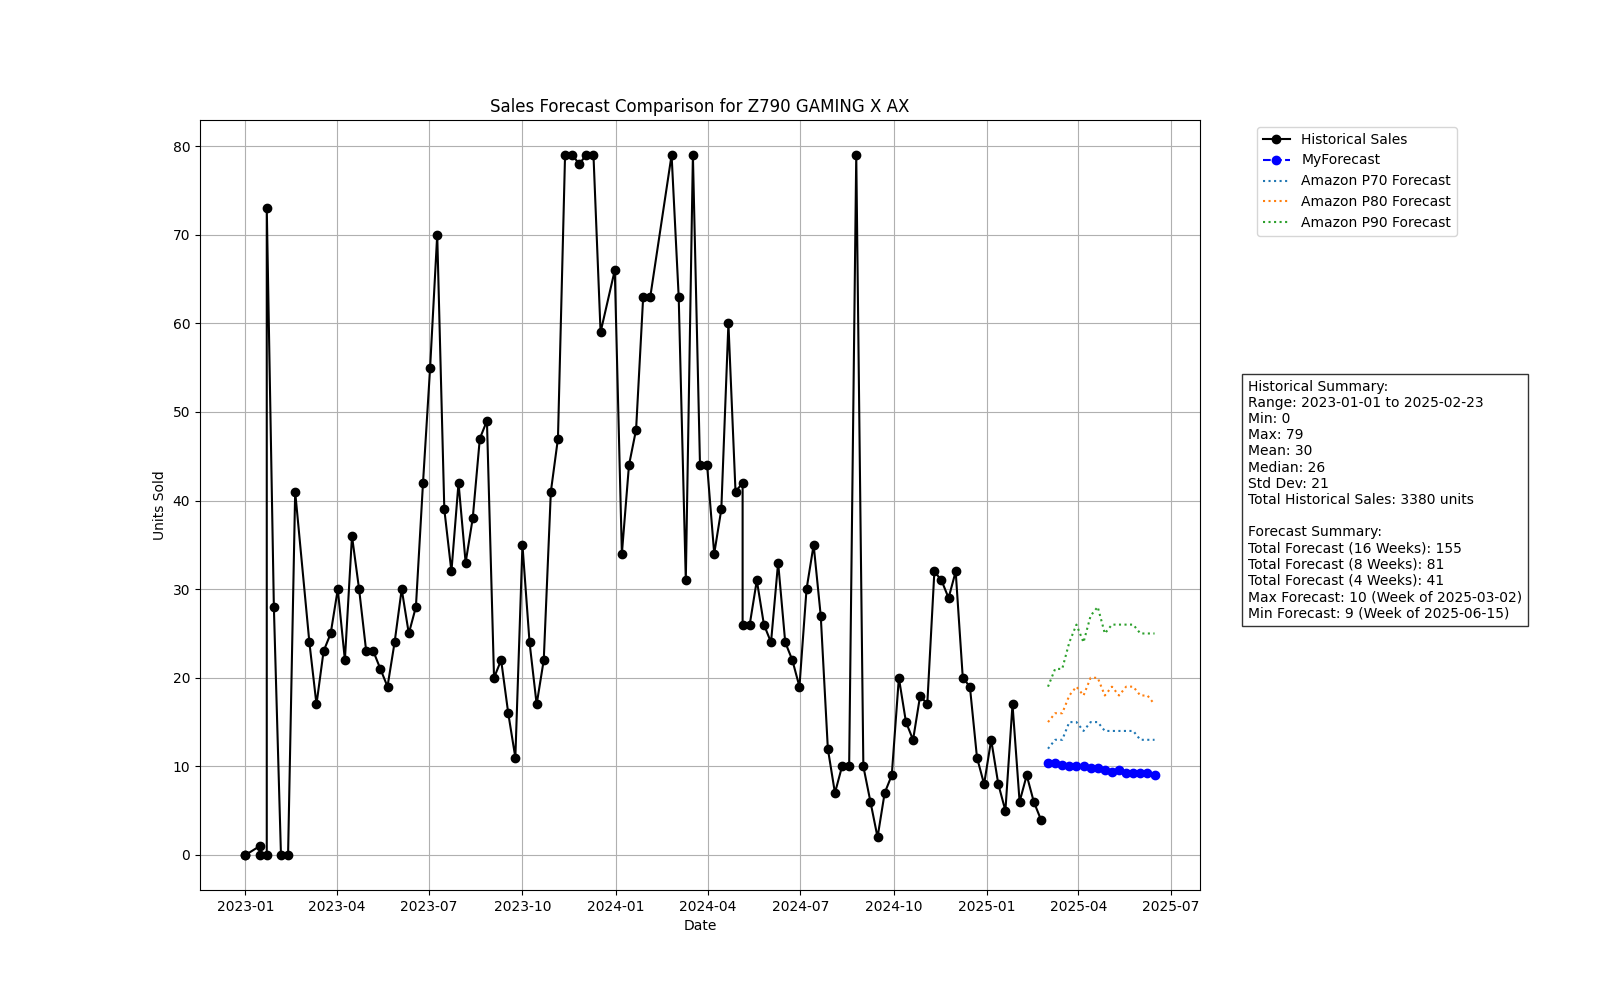 Sales Forecast Comparison for Z790 GAMING X AX
80
70
60
50
40
30
20
10
0
Units Sold
2023-01 2023-04 2023-07 2023-10 2024-01 2024-04 2024-07 2024-10 2025-01 2025-04 2025-07
Date
Historical Sales
MyForecast
Amazon P70 Forecast
Amazon P80 Forecast
Amazon P90 Forecast
Historical Summary:
Range: 2023-01-01 to 2025-02-23
Min: 0
Max: 79
Mean: 30
Median: 26
Std Dev: 21
Total Historical Sales: 3380 units
Forecast Summary:
Total Forecast (16 Weeks): 155
Total Forecast (8 Weeks): 81
Total Forecast (4 Weeks): 41
Max Forecast: 10 (Week of 2025-03-02)
Min Forecast: 9 (Week of 2025-06-15)